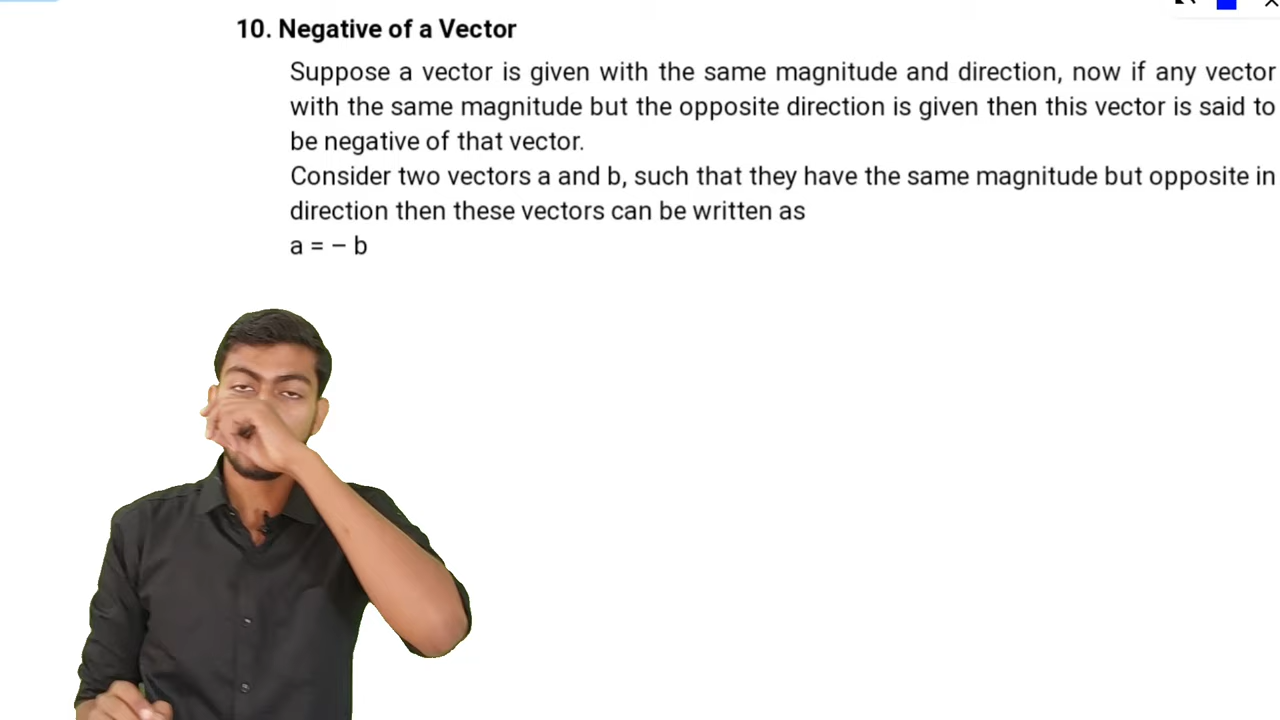 10. Negative of a Vector
Suppose a vector is given with the same magnitude and direction, now if any vector
with the same magnitude but the opposite direction is given then this vector is said to
be negative of that vector.
Consider two vectors a and b, such that they have the same magnitude but opposite in
direction then these vectors can be written as
a = – b